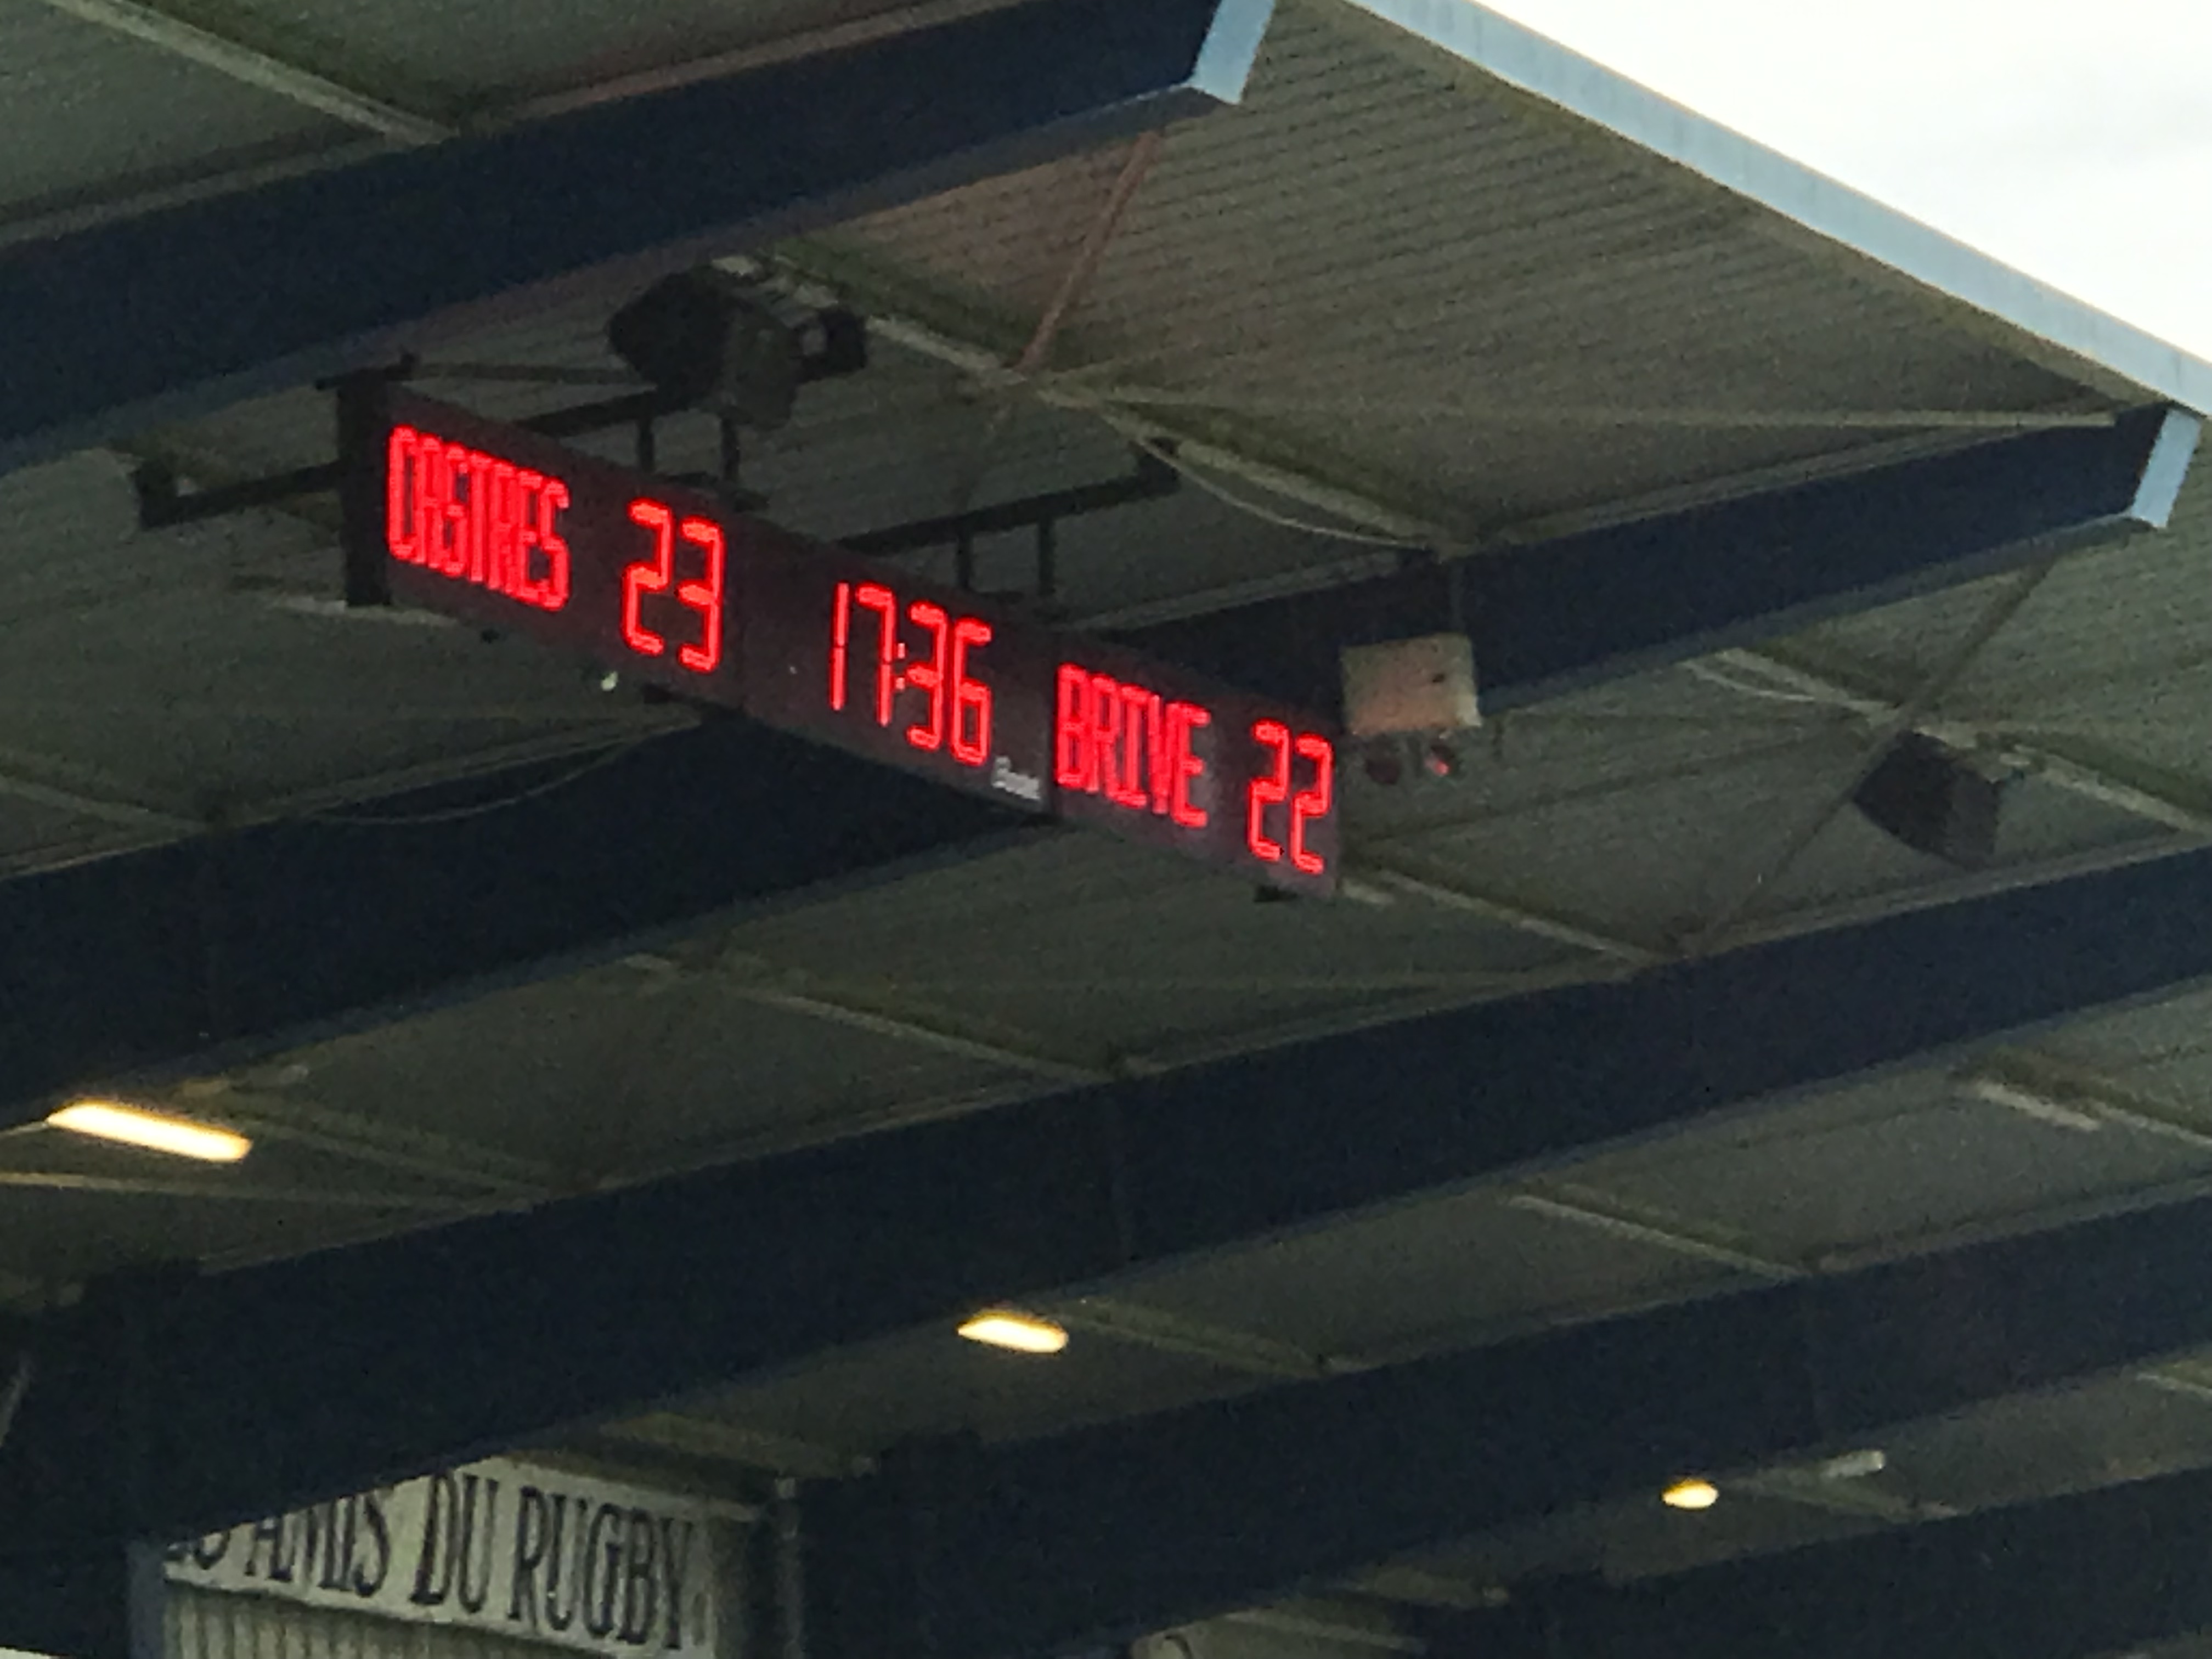 CASTRES 23 17:36 BRIVE 22
AMIS DU RUGBY